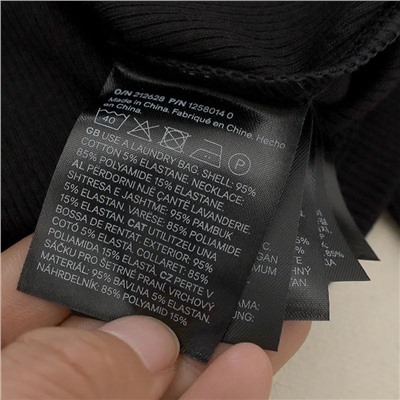 O/N 212628 P/N 1258014 0
Made in China. Fabriqué en Chine. Hecho
en China.
40 P
GB USE A LAUNDRY BAG. SHELL: 95%
COTTON 5% ELASTANE. NECKLACE:
85% POLYAMIDE 15% ELASTANE
AL PËRDORNI NJË ÇANTË LAVANDERIE.
SHTRESA E JASHTME: 95% PAMBUK
5% ELASTAN. VARËSE: 85% POLIAMIDE
15% ELASTAN. CAT UTILITZEU UNA
BOSSA DE RENTAT. EXTERIOR: 95%
COTÓ 5% ELASTÀ. COLLARET: 85%
POLIAMIDA 15% ELASTÀ. CZ PERTE V
SÁČKU PRO ŠETRNÉ PRANÍ. VRCHOVÝ
MATERIÁL: 95% BAVLNA 5% ELASTAN.
NÁHRDELNÍK: 85% POLYAMID 15%